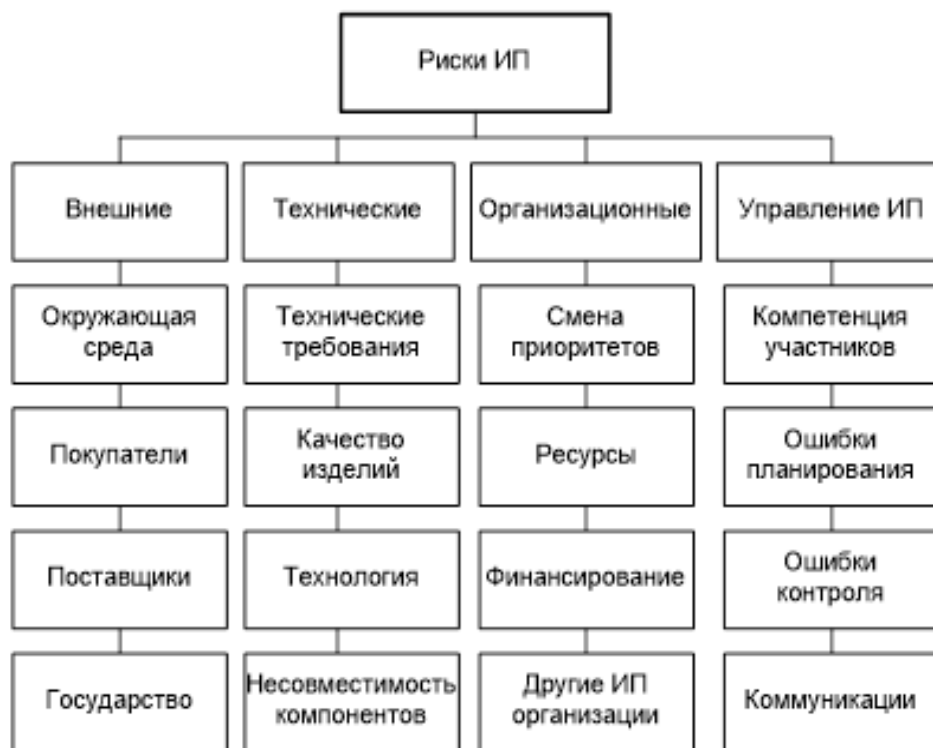 Риски ИП
Внешние
Технические
Организационные
Управление ИП
Окружающая
среда
Технические
требования
Смена
приоритетов
Компетенция
участников
Покупатели
Качество
изделий
Ресурсы
Ошибки
планирования
Поставщики
Технология
Финансирование
Ошибки
контроля
Государство
Несовместимость
компонентов
Другие ИП
организации
Коммуникации